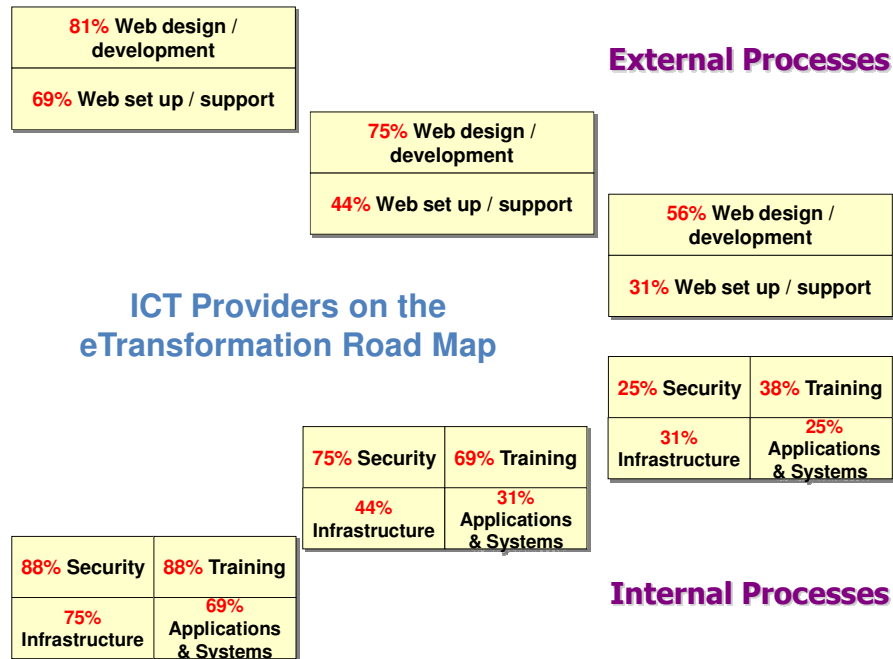 81% Web design /
development
69% Web set up / support
External Processes
75% Web design /
development
44% Web set up / support
56% Web design /
development
31% Web set up / support
ICT Providers on the
eTransformation Road Map
25% Security
38% Training
31%
Infrastructure
25%
Applications
& Systems
75% Security
69% Training
44%
Infrastructure
31%
Applications
& Systems
88% Security
88% Training
75%
Infrastructure
69%
Applications
& Systems
Internal Processes